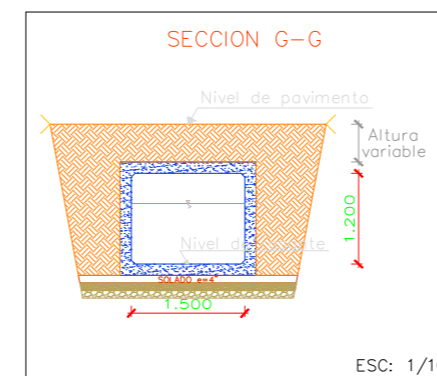 SECCION G-G
Nivel de pavimento
Altura
variable
1.200
Nivel de
SOLADO e=4"
1.500
ESC: 1/1